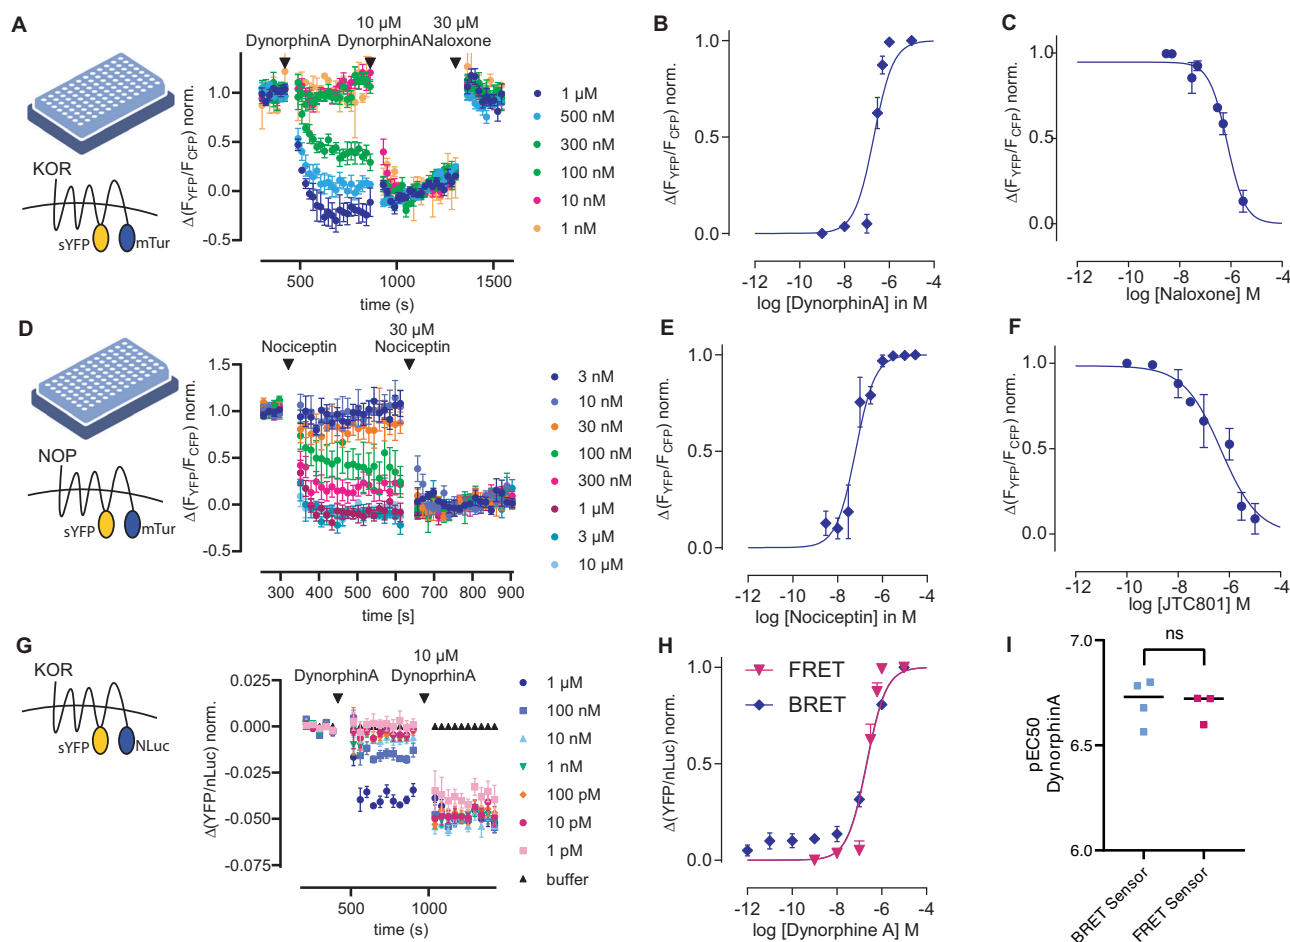 A
DynorphinA
10 µM
DynorphinA
30 µM
Naloxone
KOR
sYFP
mTur
Δ(FYFP/FCFP) norm.
1.0
0.5
0.0
-0.5
500
1000
1500
time (s)
1 µM
500 nM
300 nM
100 nM
10 nM
1 nM
B
Δ(FYFP/FCFP) norm.
1.0
0.5
0.0
-12 -10 -8 -6 -4
log [DynorphinA] in M
C
Δ(FYFP/FCFP) norm.
1.0
0.5
0.0
-12 -10 -8 -6 -4
log [Naloxone] M
D
Nociceptin
30 µM
Nociceptin
NOP
sYFP
mTur
Δ(FYFP/FCFP) norm.
1.5
1.0
0.5
0.0
-0.5
300 400 500 600 700 800 900
time [s]
3 nM
10 nM
30 nM
100 nM
300 nM
1 µM
3 µM
10 µM
E
Δ(FYFP/FCFP) norm.
1.0
0.5
0.0
-12 -10 -8 -6 -4
log [Nociceptin] in M
F
Δ(FYFP/FCFP) norm.
1.0
0.5
0.0
-12 -10 -8 -6 -4
log [JTC801] M
G
KOR
sYFP
NLuc
DynorphinA
10 µM
DynoprhinA
Δ(YFP/nLuc) norm.
0.025
0.000
-0.025
-0.050
-0.075
500
1000
time (s)
1 µM
100 nM
10 nM
1 nM
100 pM
10 pM
1 pM
buffer
H
FRET
BRET
Δ(YFP/nLuc) norm.
1.0
0.5
0.0
-12 -10 -8 -6 -4
log [Dynorphine A] M
I
ns
pEC50
DynorphinA
7.0
6.5
6.0
BRET Sensor
FRET Sensor